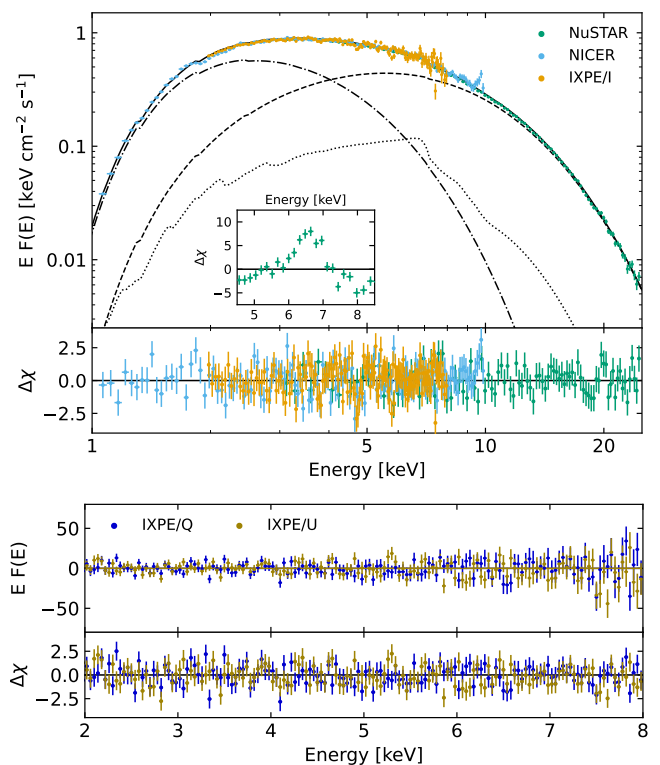 E F(E) [keV cm⁻² s⁻¹]
1
0.1
0.01
NuSTAR
NICER
IXPE/I
Energy [keV]
Δχ
10
5
0
−5
5 6 7 8
Δχ
2.5
0.0
−2.5
1 5 10 20
Energy [keV]
E F(E)
50
0
−50
IXPE/Q IXPE/U
Δχ
2.5
0.0
−2.5
2 3 4 5 6 7 8
Energy [keV]